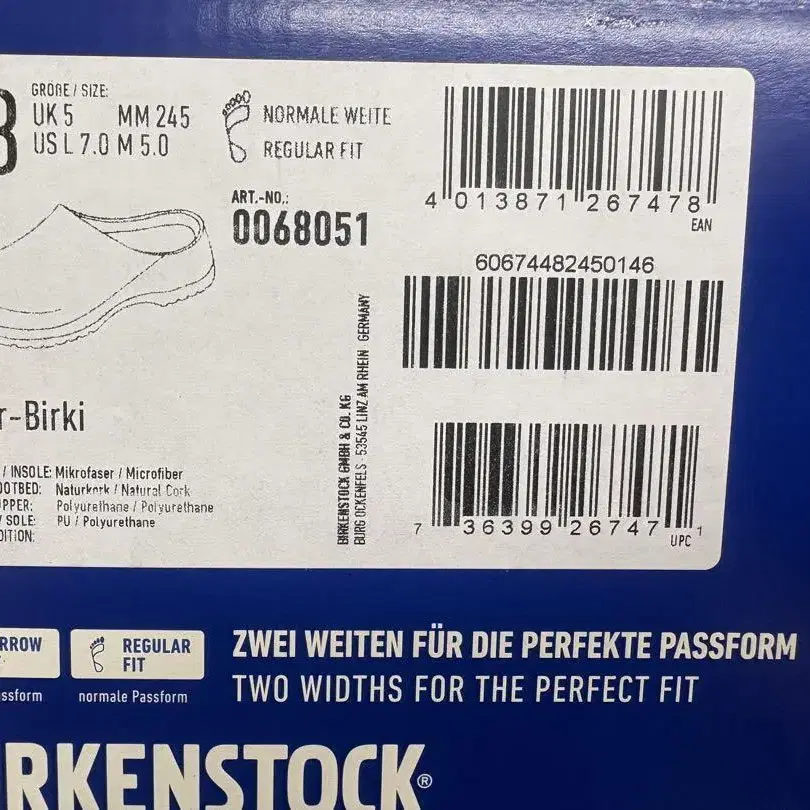 GRÖßE / SIZE:
UK 5 MM 245
US L 7.0 M 5.0
NORMALE WEITE
REGULAR FIT
ART.-NO.:
0068051
4 013871 267478
EAN
60674482450146
7 36399 26747 1
UPC
r-Birki
/ INSOLE: Mikrofaser / Microfiber
OOTBED: Naturkork / Natural Cork
PPER: Polyurethane / Polyurethane
/ SOLE: PU / Polyurethane
DITION:
BIRKENSTOCK GMBH & CO. KG
BURG OCKENFELS - 53545 LINZ AM RHEIN GERMANY
RROW
REGULAR
FIT
ssform
normale Passform
ZWEI WEITEN FÜR DIE PERFEKTE PASSFORM
TWO WIDTHS FOR THE PERFECT FIT
IRKENSTOCK®